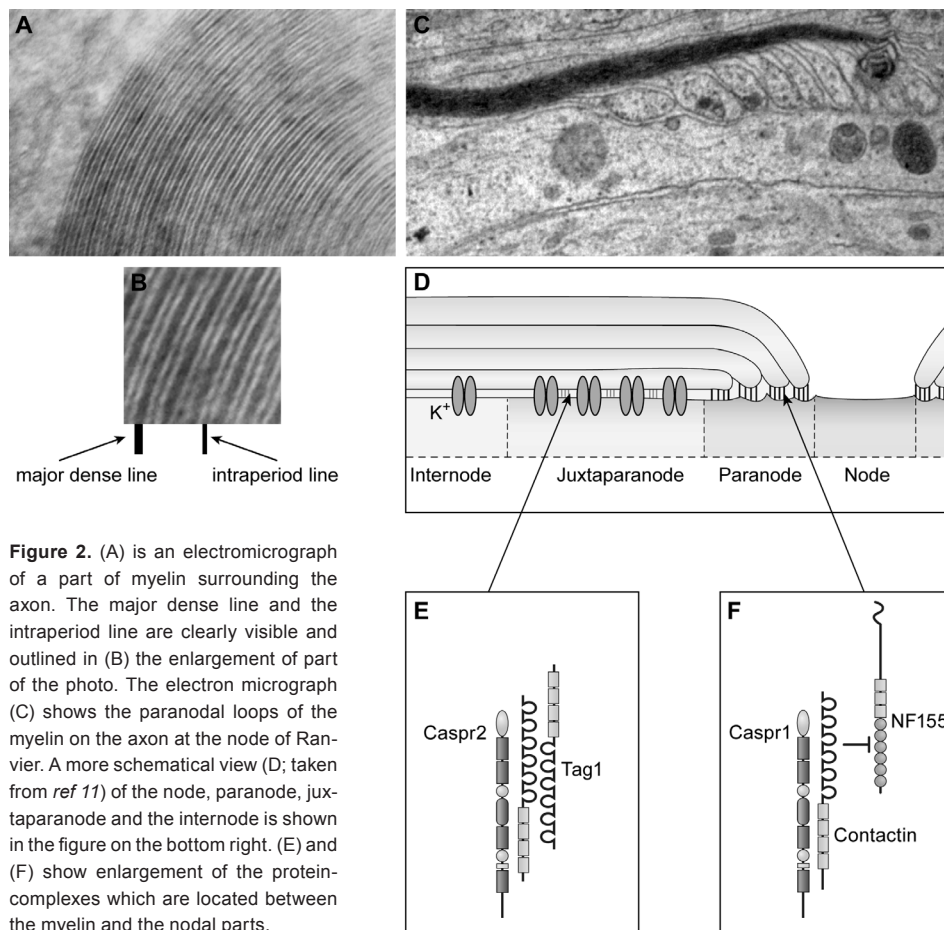 A
C
B
major dense line
intraperiod line
D
K+
Internode
Juxtaparanode
Paranode
Node
Figure 2. (A) is an electromicrograph
of a part of myelin surrounding the
axon. The major dense line and the
intraperiod line are clearly visible and
outlined in (B) the enlargement of part
of the photo. The electron micrograph
(C) shows the paranodal loops of the
myelin on the axon at the node of Ran-
vier. A more schematical view (D; taken
from ref 11) of the node, paranode, jux-
taparanode and the internode is shown
in the figure on the bottom right. (E) and
(F) show enlargement of the protein-
complexes which are located between
the myelin and the nodal parts.
E
Caspr2
Tag1
F
Caspr1
NF155
Contactin